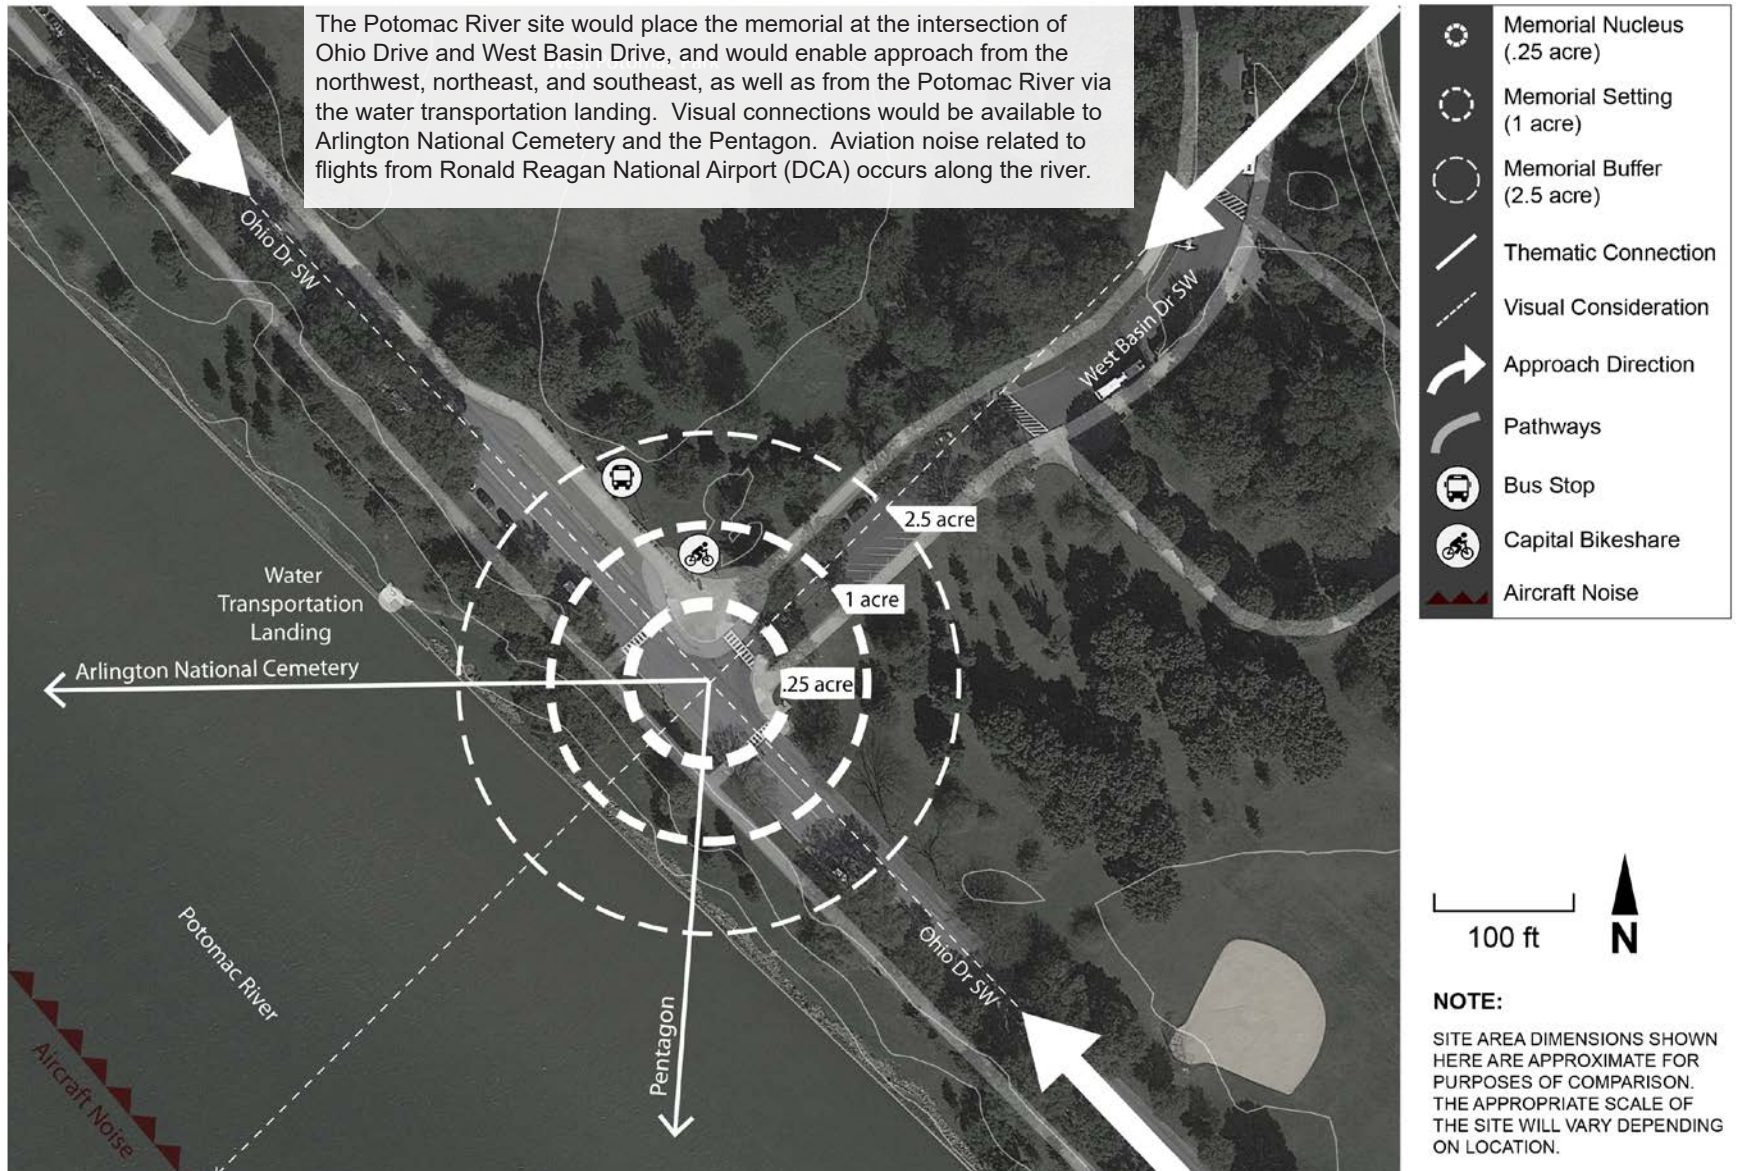 The Potomac River site would place the memorial at the intersection of
Ohio Drive and West Basin Drive, and would enable approach from the
northwest, northeast, and southeast, as well as from the Potomac River via
the water transportation landing. Visual connections would be available to
Arlington National Cemetery and the Pentagon. Aviation noise related to
flights from Ronald Reagan National Airport (DCA) occurs along the river.
Ohio Dr SW
West Basin Dr SW
2.5 acre
1 acre
.25 acre
Water
Transportation
Landing
Arlington National Cemetery
Potomac River
Pentagon
Ohio Dr SW
Aircraft Noise
Memorial Nucleus
(.25 acre)
Memorial Setting
(1 acre)
Memorial Buffer
(2.5 acre)
Thematic Connection
Visual Consideration
Approach Direction
Pathways
Bus Stop
Capital Bikeshare
Aircraft Noise
100 ft
N
NOTE:
SITE AREA DIMENSIONS SHOWN
HERE ARE APPROXIMATE FOR
PURPOSES OF COMPARISON.
THE APPROPRIATE SCALE OF
THE SITE WILL VARY DEPENDING
ON LOCATION.